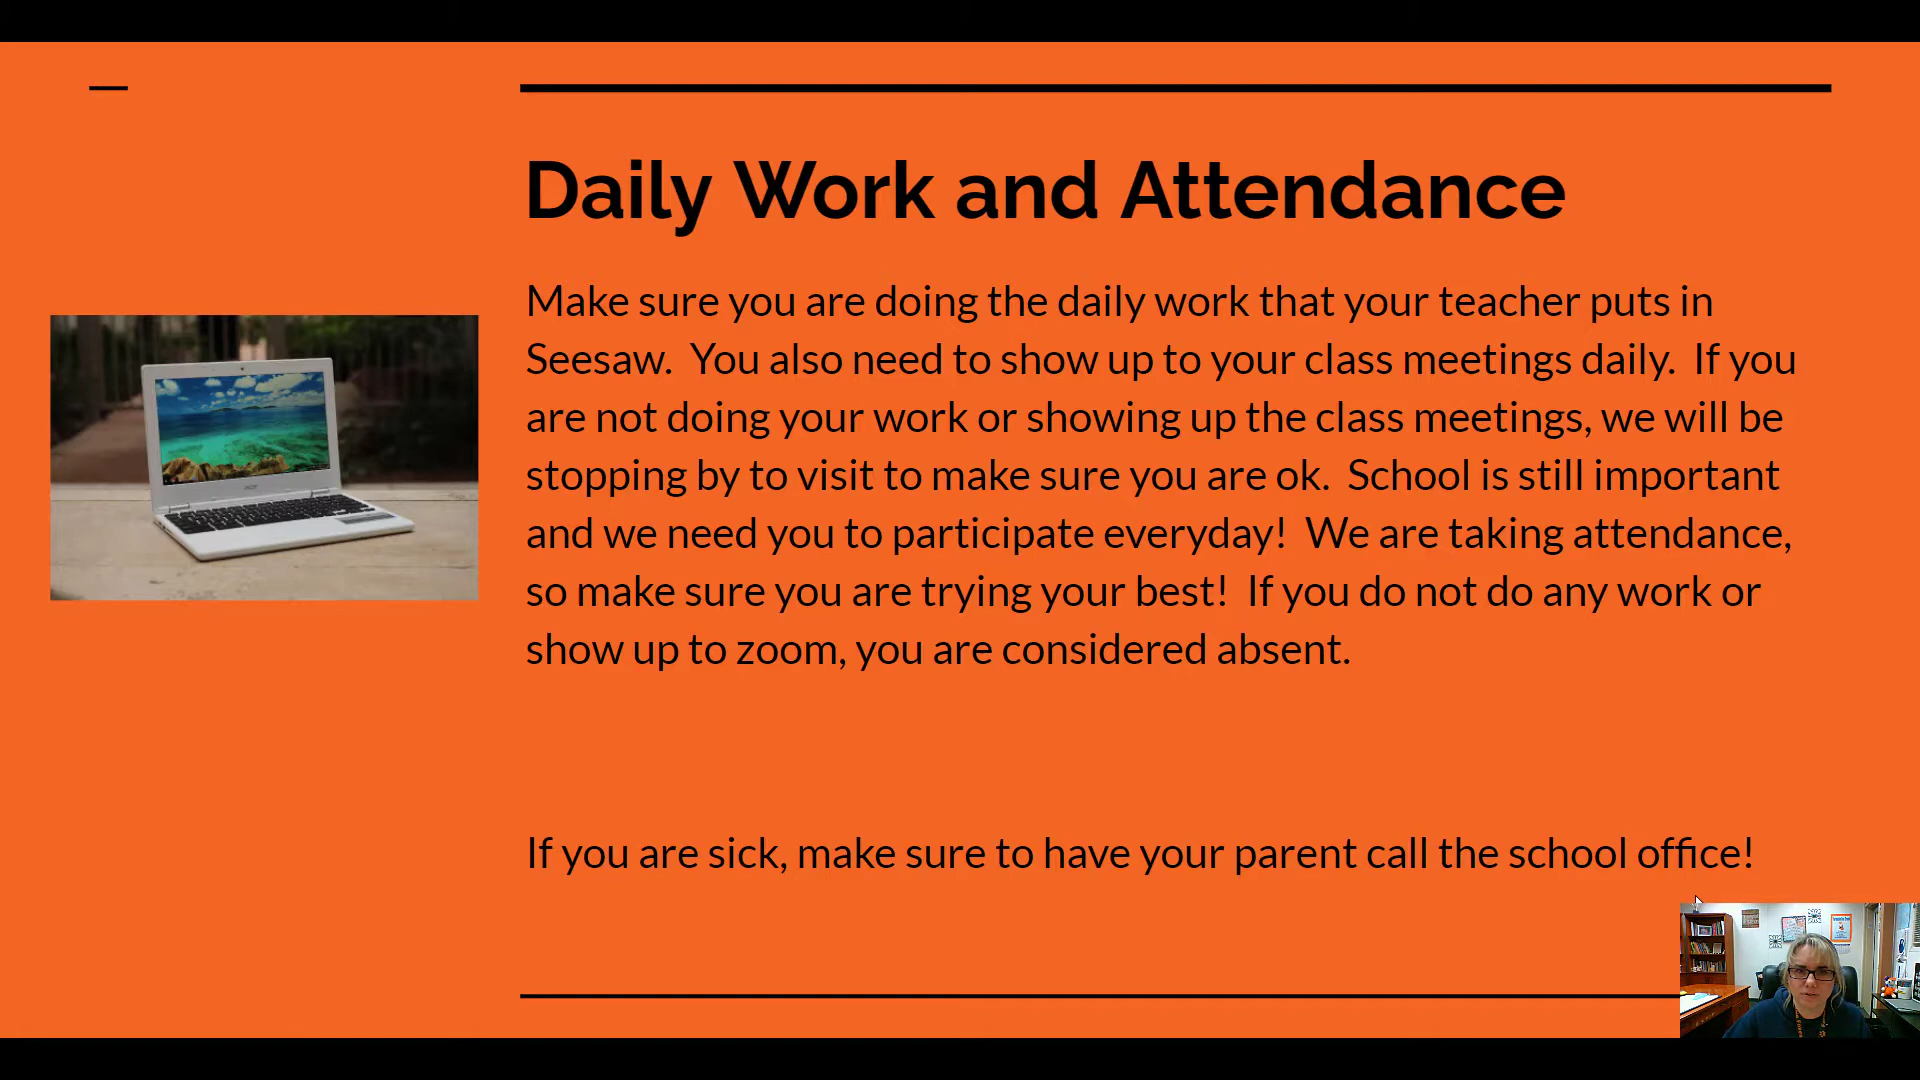 Daily Work and Attendance
Make sure you are doing the daily work that your teacher puts in
Seesaw.  You also need to show up to your class meetings daily.  If you
are not doing your work or showing up the class meetings, we will be
stopping by to visit to make sure you are ok.  School is still important
and we need you to participate everyday!  We are taking attendance,
so make sure you are trying your best!  If you do not do any work or
show up to zoom, you are considered absent.
If you are sick, make sure to have your parent call the school office!